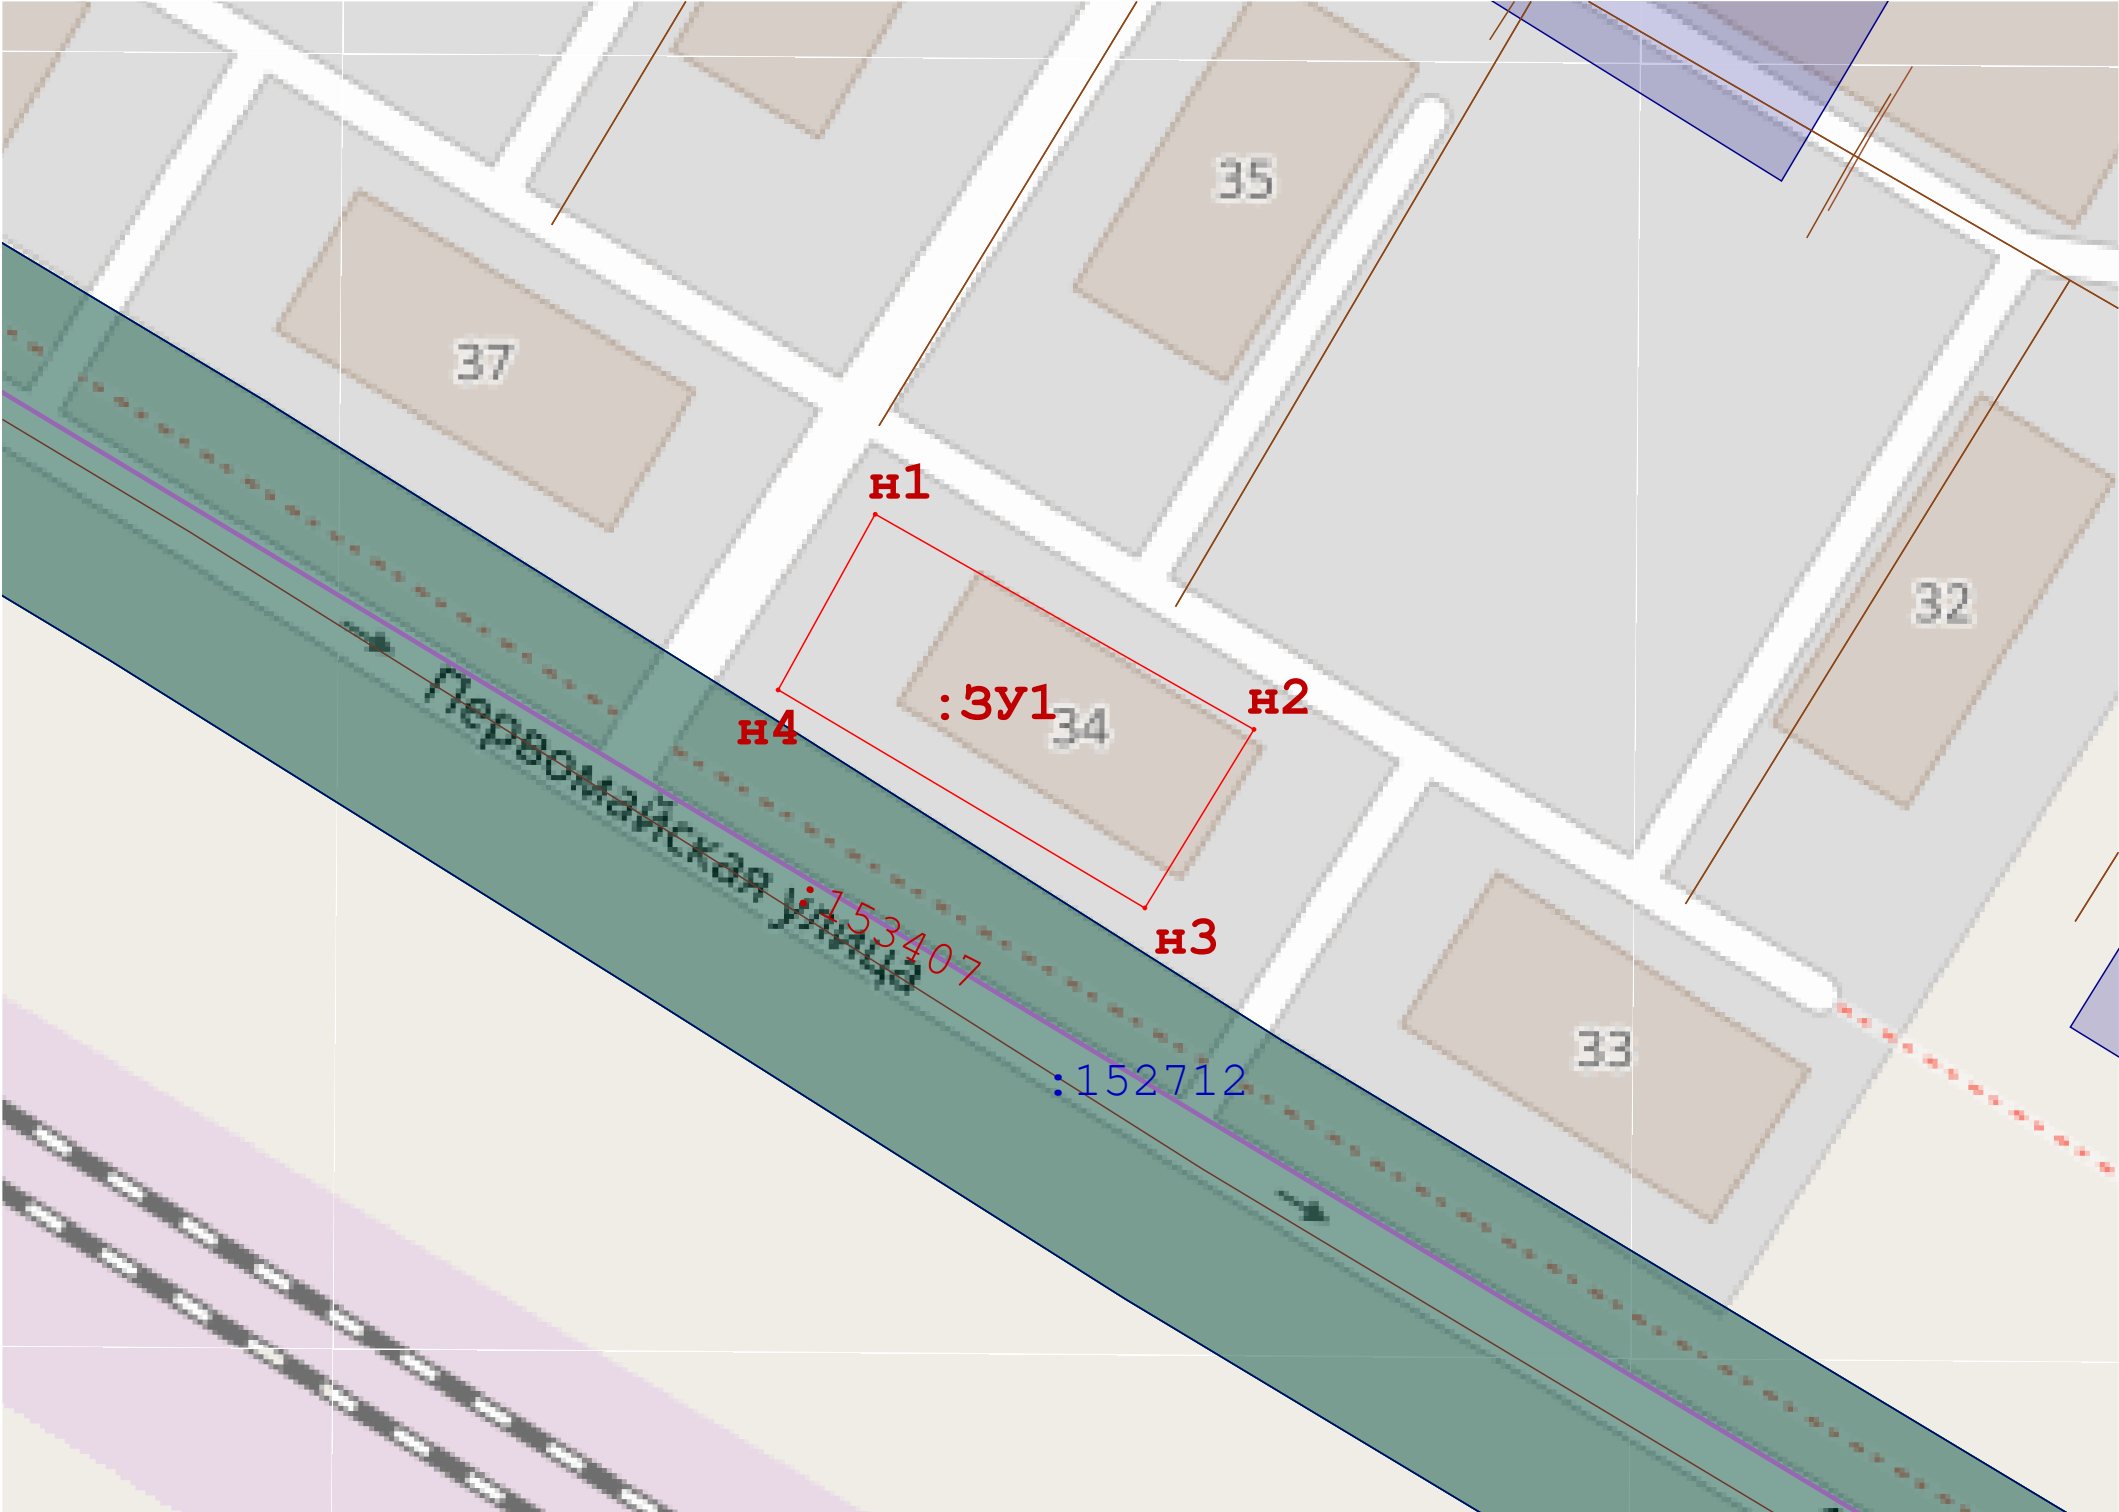 35
37
н1
32
Первомайская улица
:ЗУ1
34
н2
н4
:153407
н3
33
:152712